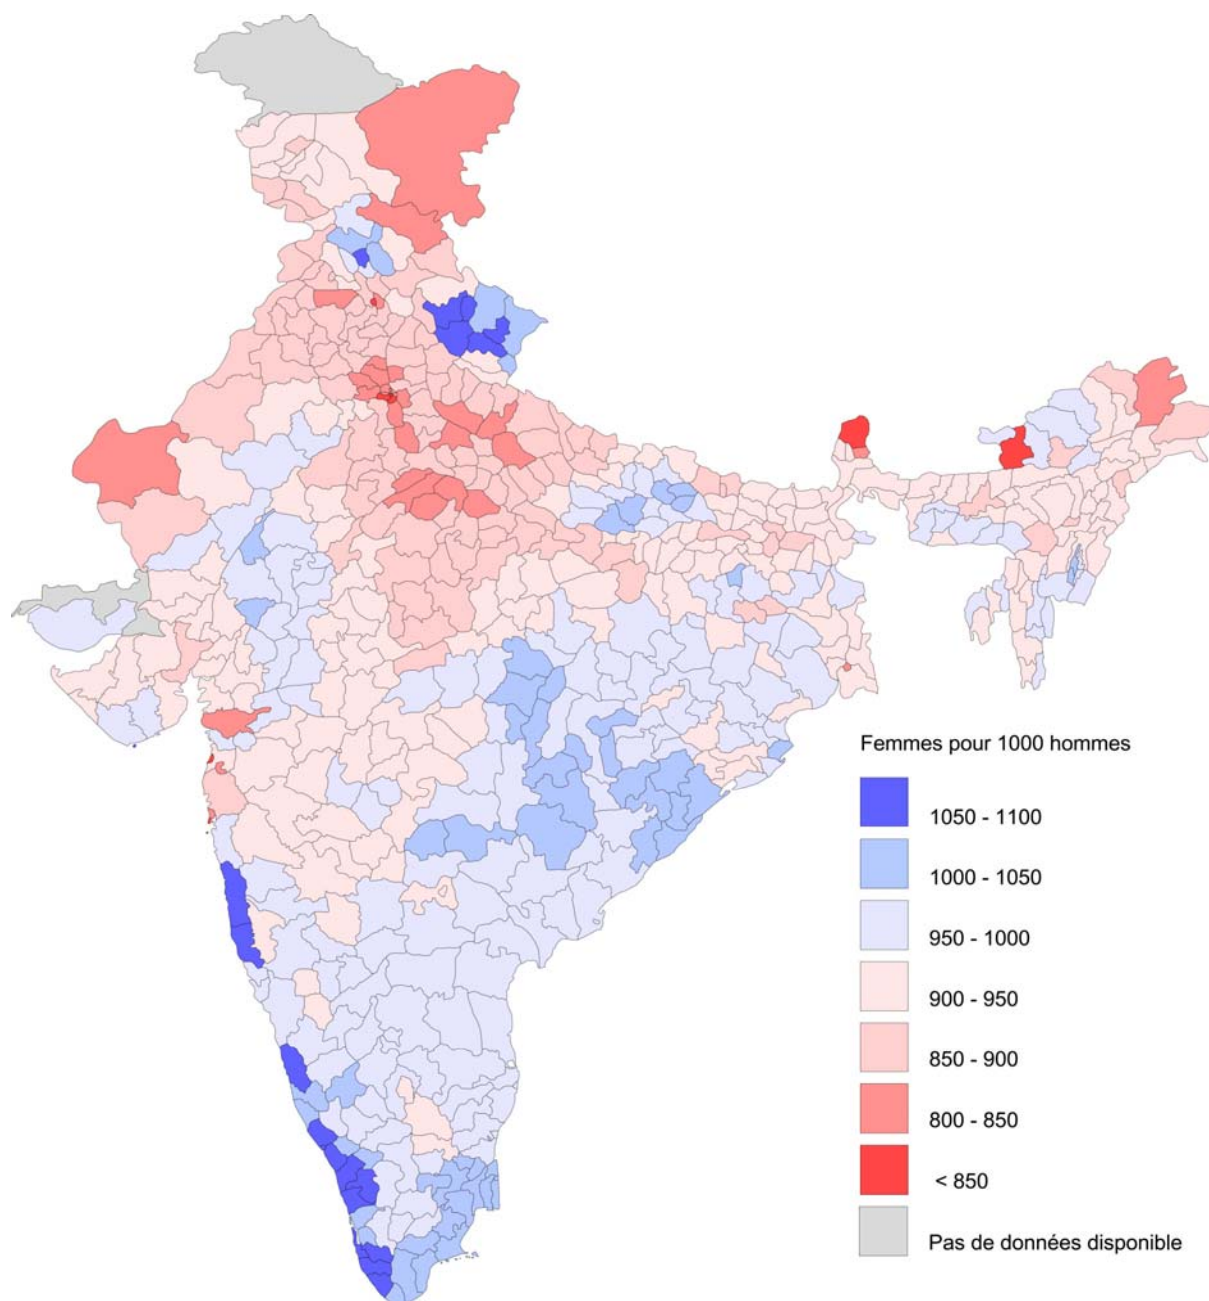 Femmes pour 1000 hommes
1050 - 1100
1000 - 1050
950 - 1000
900 - 950
850 - 900
800 - 850
< 850
Pas de données disponible